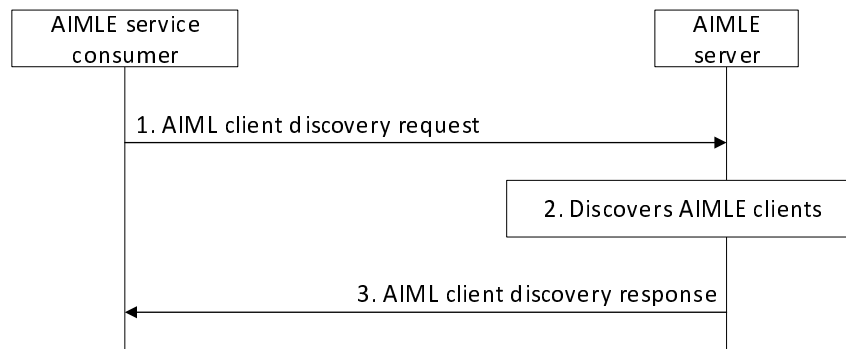 AIMLE service
consumer
AIMLE
server
1. AIML client discovery request
2. Discovers AIMLE clients
3. AIML client discovery response